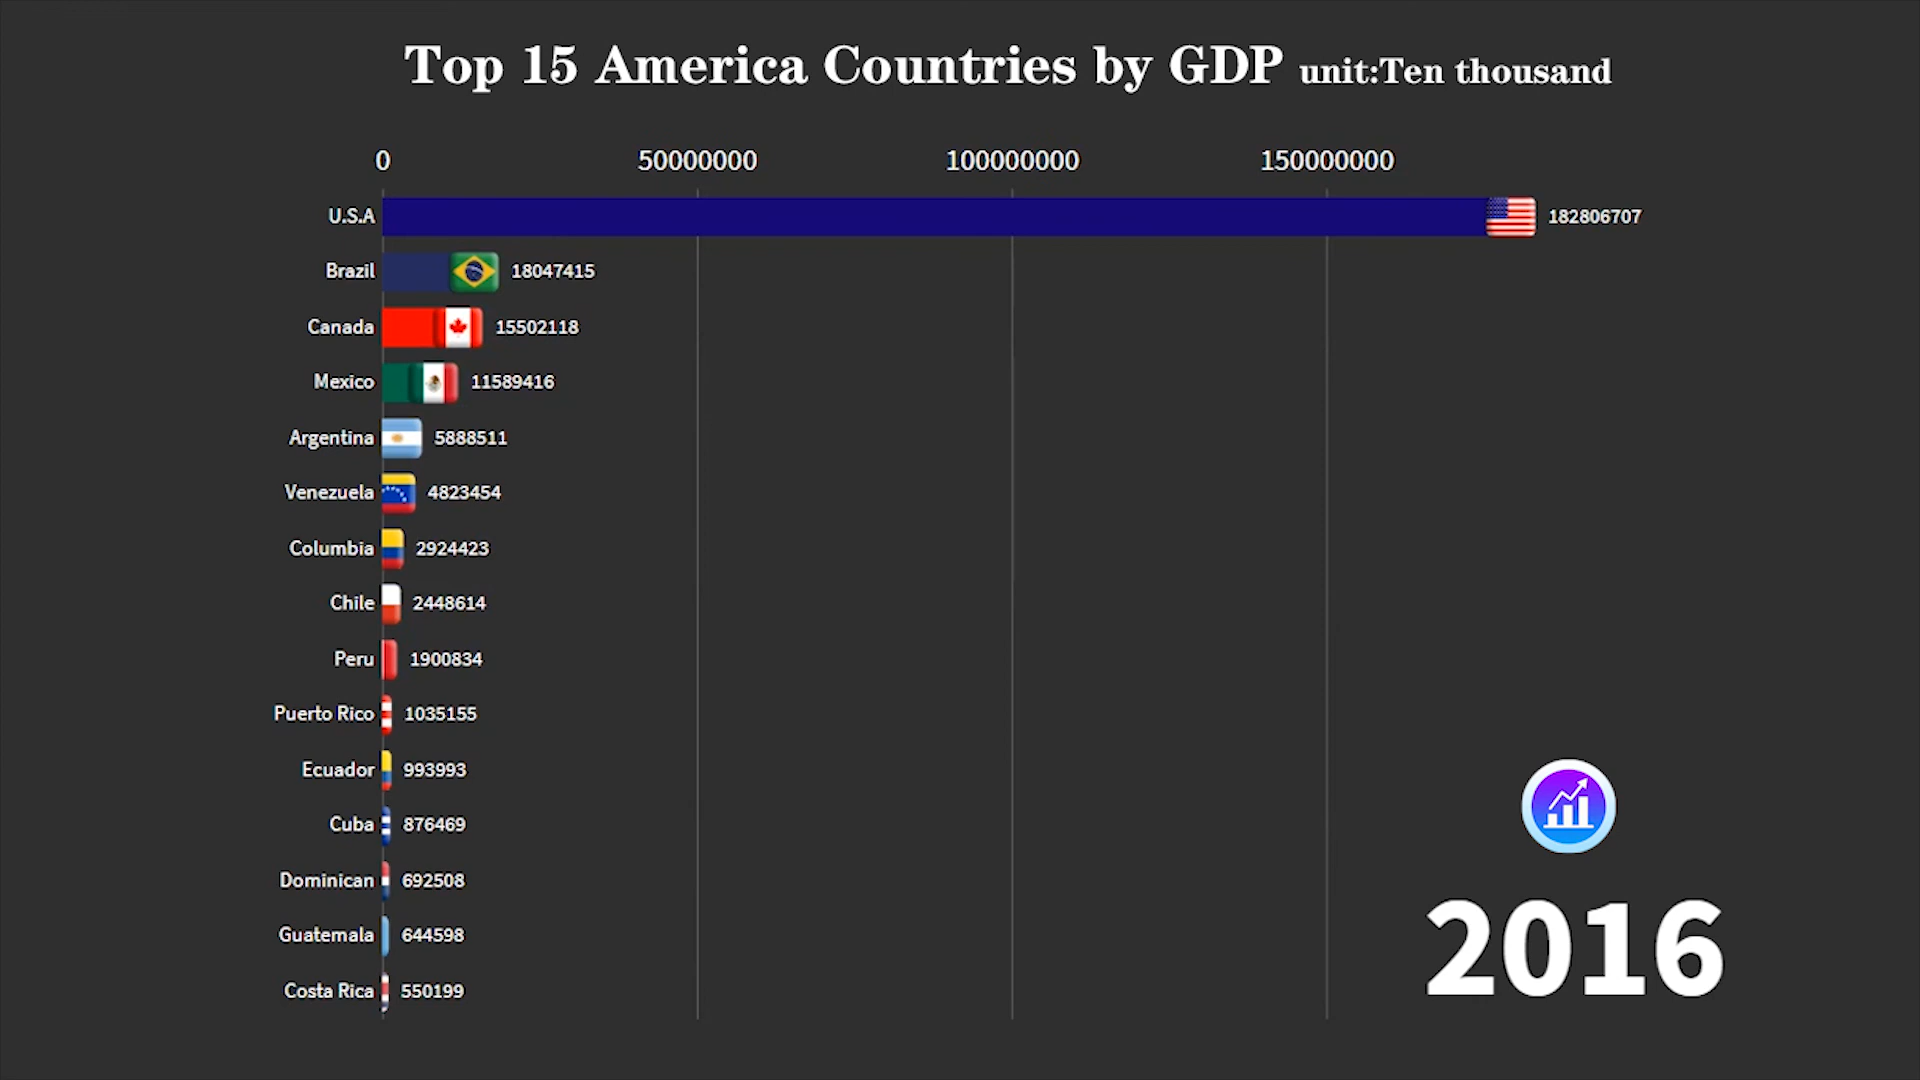 Top 15 America Countries by GDP unit:Ten thousand
0 50000000 100000000 150000000
U.S.A 182806707
Brazil 18047415
Canada 15502118
Mexico 11589416
Argentina 5888511
Venezuela 4823454
Columbia 2924423
Chile 2448614
Peru 1900834
Puerto Rico 1035155
Ecuador 993993
Cuba 876469
Dominican 692508
Guatemala 644598
Costa Rica 550199
2016